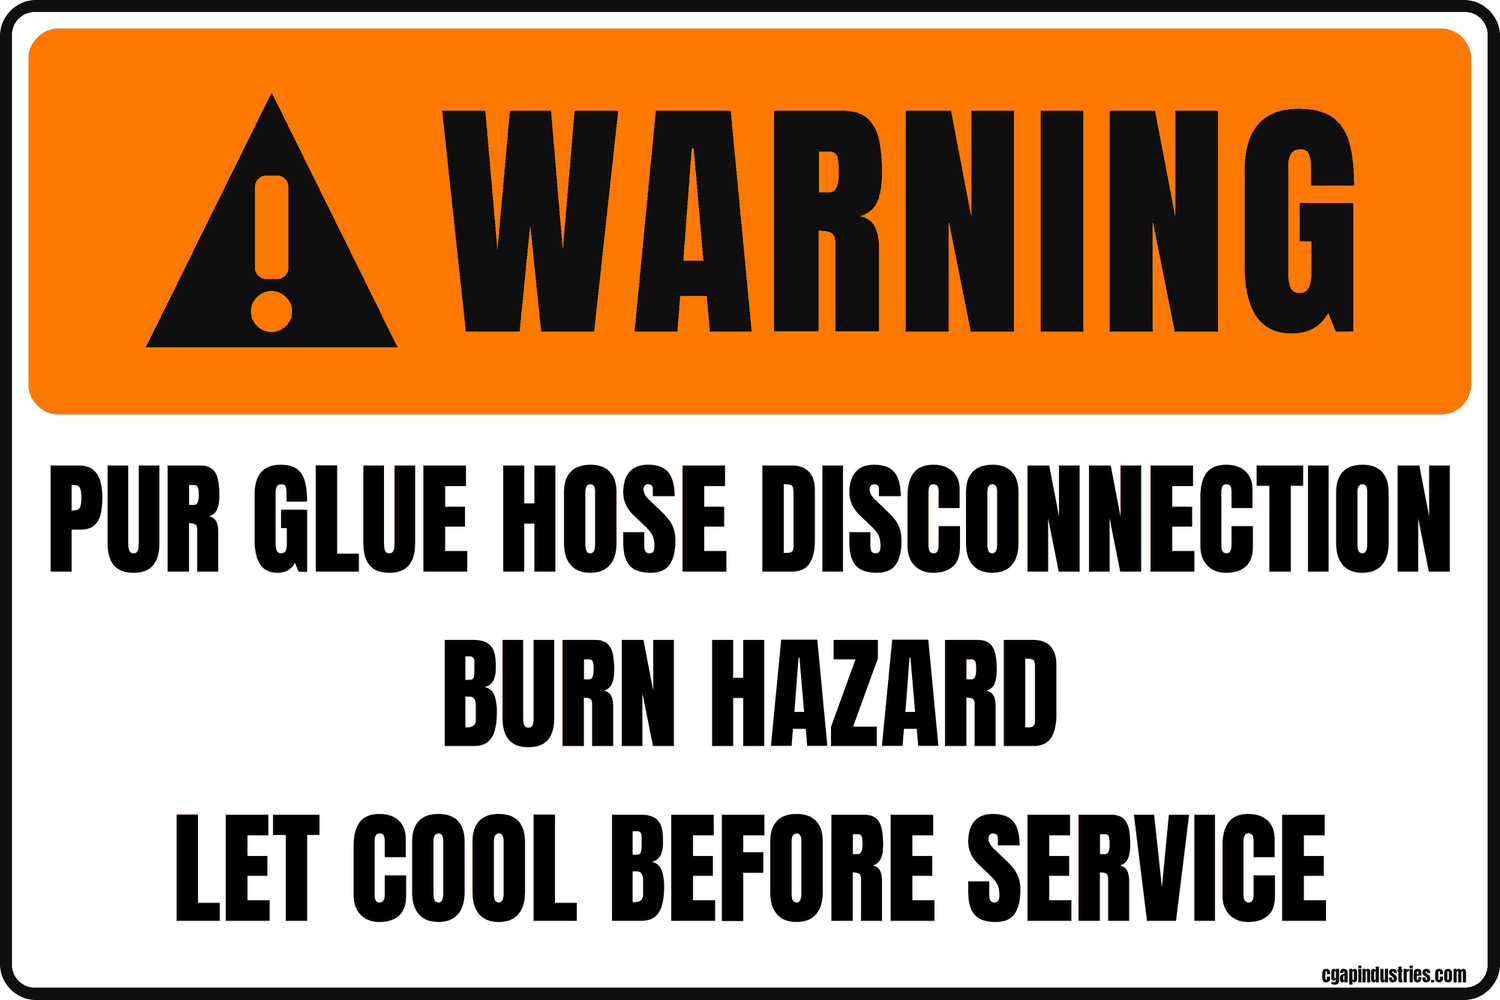 WARNING
PUR GLUE HOSE DISCONNECTION
BURN HAZARD
LET COOL BEFORE SERVICE
cgapindustries.com